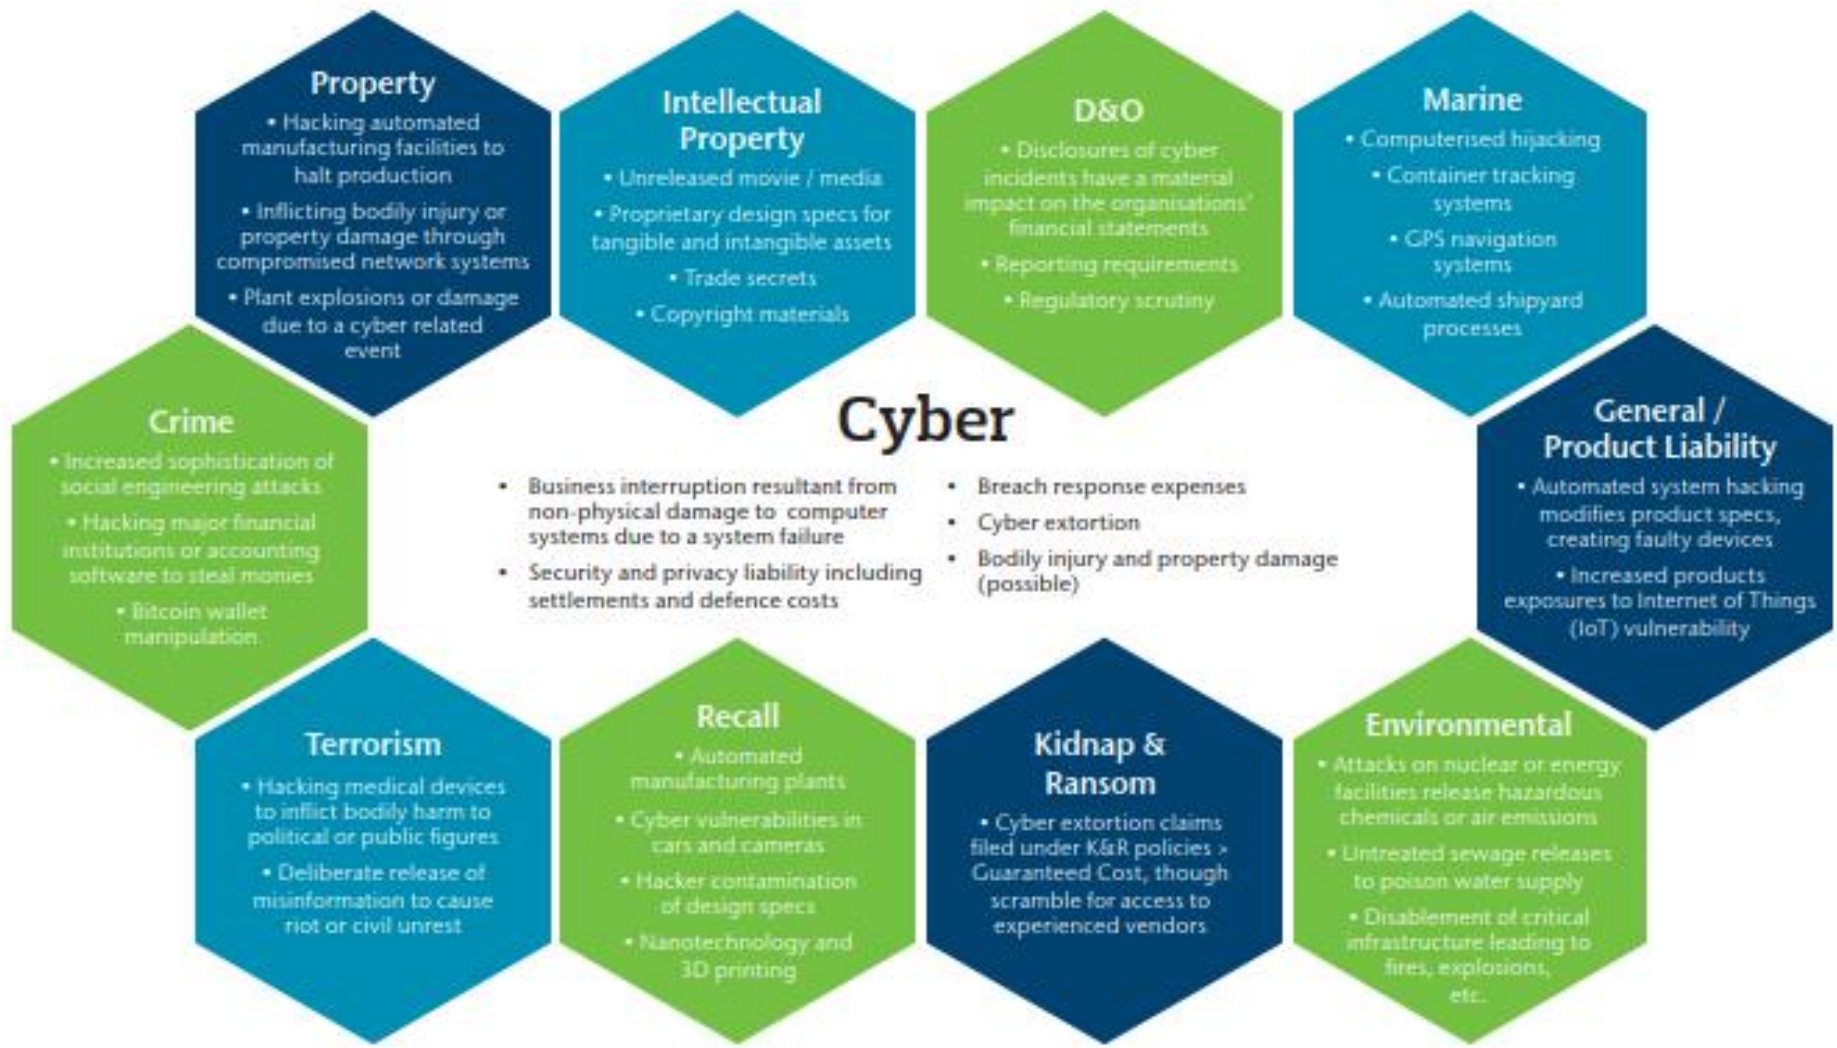 Property
• Hacking automated
manufacturing facilities to
halt production
• Inflicting bodily injury or
property damage through
compromised network systems
• Plant explosions or damage
due to a cyber related
event
Intellectual
Property
• Unreleased movie / media
• Proprietary design specs for
tangible and intangible assets
• Trade secrets
• Copyright materials
D&O
• Disclosures of cyber
incidents have a material
impact on the organisations'
financial statements
• Reporting requirements
• Regulatory scrutiny
Marine
• Computerised hijacking
• Container tracking
systems
• GPS navigation
systems
• Automated shipyard
processes
Crime
• Increased sophistication of
social engineering attacks
• Hacking major financial
institutions or accounting
software to steal monies
• Bitcoin wallet
manipulation
Cyber
• Business interruption resultant from
non-physical damage to computer
systems due to a system failure
• Security and privacy liability including
settlements and defence costs
• Breach response expenses
• Cyber extortion
• Bodily injury and property damage
(possible)
General /
Product Liability
• Automated system hacking
modifies product specs,
creating faulty devices
• Increased products
exposures to Internet of Things
(IoT) vulnerability
Terrorism
• Hacking medical devices
to inflict bodily harm to
political or public figures
• Deliberate release of
misinformation to cause
riot or civil unrest
Recall
• Automated
manufacturing plants
• Cyber vulnerabilities in
cars and cameras
• Hacker contamination
of design specs
• Nanotechnology and
3D printing
Kidnap &
Ransom
• Cyber extortion claims
filed under K&R policies >
Guaranteed Cost, though
scramble for access to
experienced vendors
Environmental
• Attacks on nuclear or energy
facilities release hazardous
chemicals or air emissions
• Untreated sewage releases
to poison water supply
• Disablement of critical
infrastructure leading to
fires, explosions,
etc.